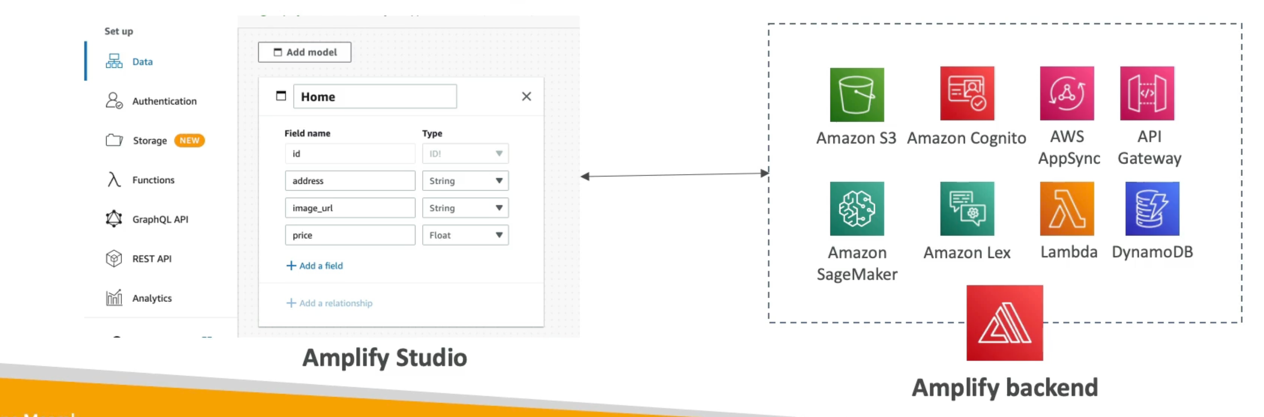 Set up
Data
Authentication
Storage NEW
Functions
GraphQL API
REST API
Analytics
Add model
Home
Field name Type
id ID!
address String
image_url String
price Float
+ Add a field
+ Add a relationship
Amplify Studio
Amazon S3
Amazon Cognito
AWS
AppSync
API
Gateway
Amazon
SageMaker
Amazon Lex
Lambda
DynamoDB
Amplify backend